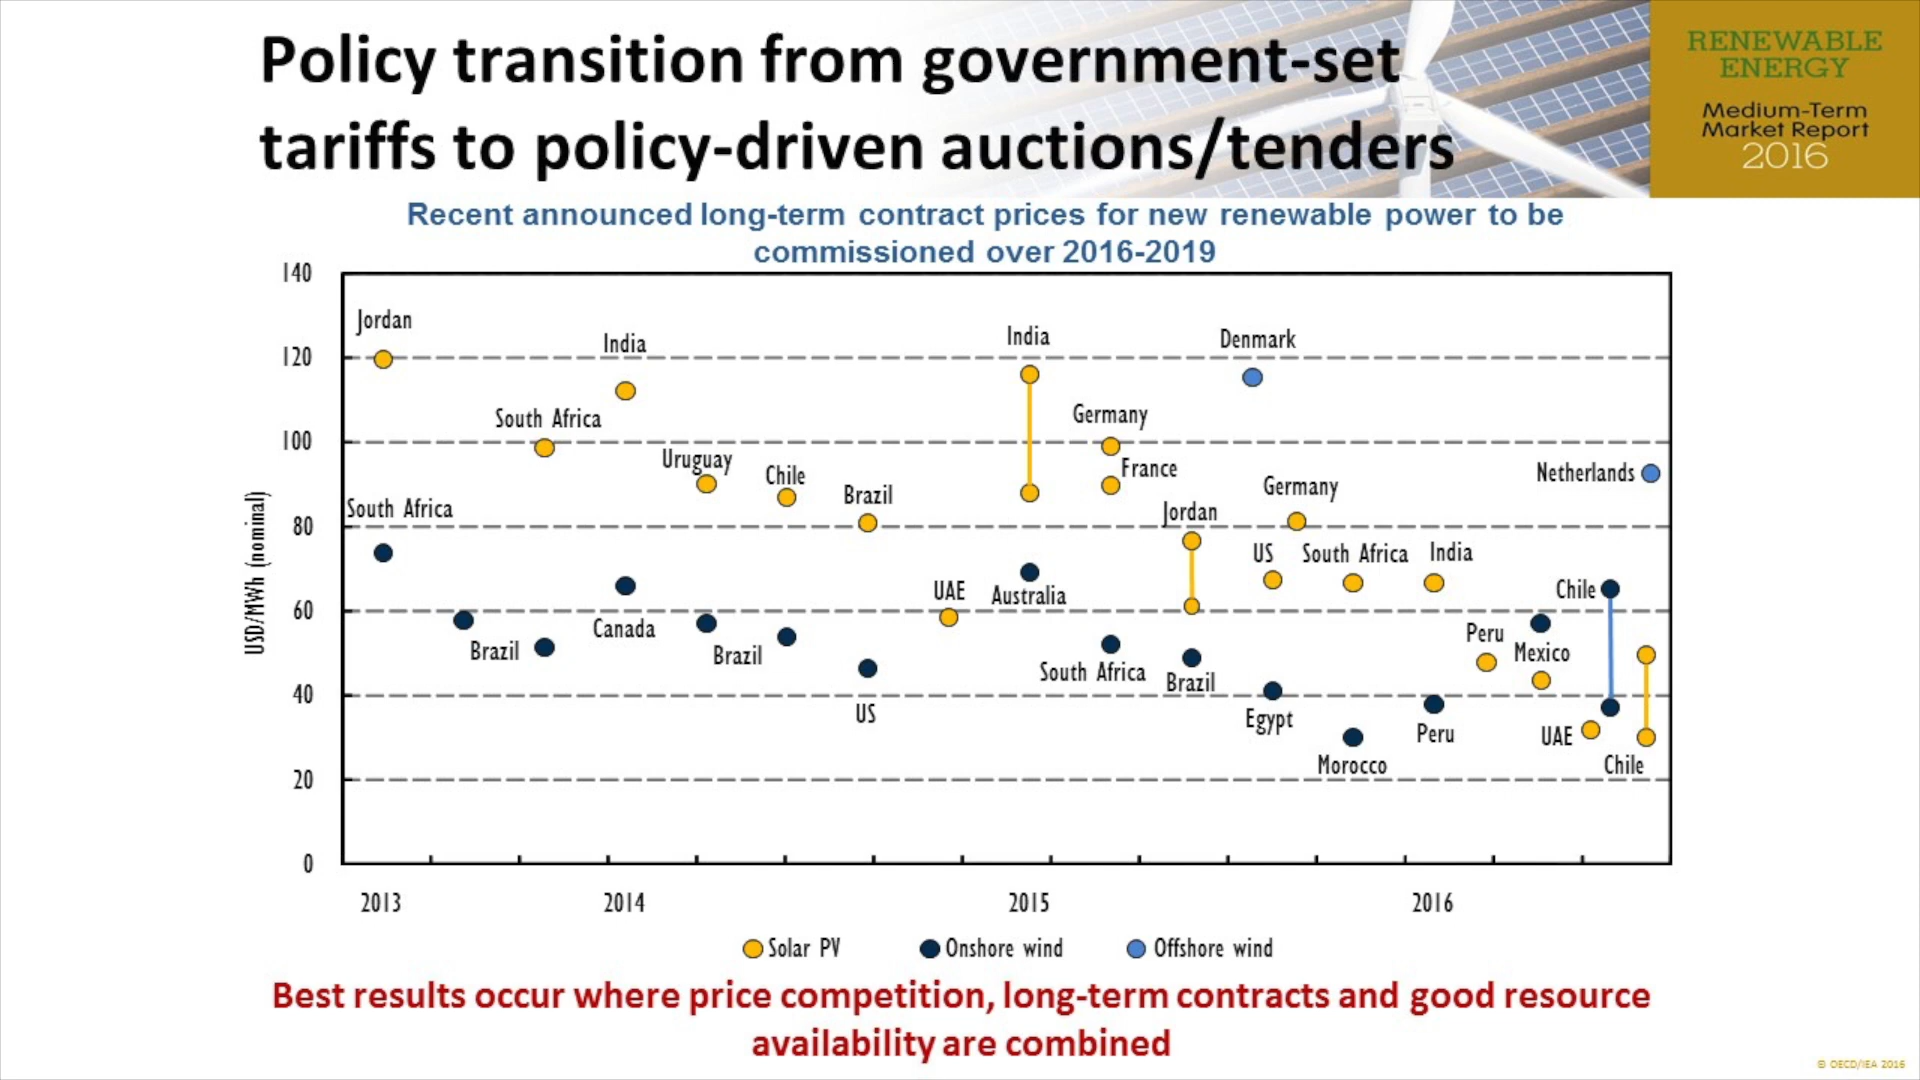 Policy transition from government-set
tariffs to policy-driven auctions/tenders
RENEWABLE
ENERGY
Medium-Term
Market Report
2016
Recent announced long-term contract prices for new renewable power to be
commissioned over 2016-2019
USD/MWh (nominal)
140
120
100
80
60
40
20
0
Jordan
India
India
Denmark
South Africa
Germany
Uruguay
Chile
France
Netherlands
Brazil
Germany
South Africa
Jordan
US
South Africa
India
UAE
Australia
Chile
Canada
Peru
Brazil
Brazil
Mexico
South Africa
Brazil
US
Egypt
Peru
UAE
Morocco
Chile
2013
2014
2015
2016
Solar PV
Onshore wind
Offshore wind
Best results occur where price competition, long-term contracts and good resource
availability are combined
© OECD/IEA 2016